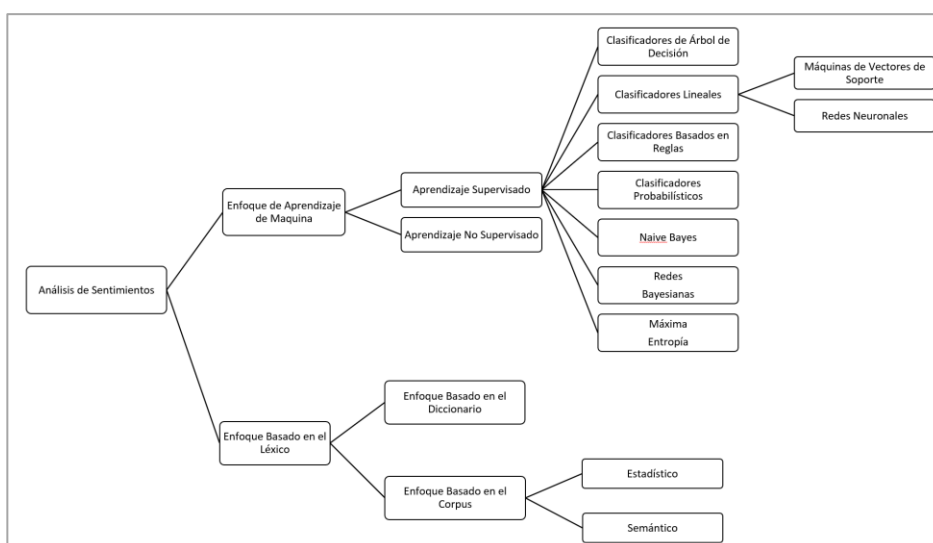 Clasificadores de Árbol de
Decisión
Máquinas de Vectores de
Soporte
Clasificadores Lineales
Redes Neuronales
Clasificadores Basados en
Reglas
Aprendizaje Supervisado
Clasificadores
Probabilísticos
Enfoque de Aprendizaje
de Maquina
Aprendizaje No Supervisado
Naive Bayes
Análisis de Sentimientos
Redes
Bayesianas
Máxima
Entropía
Enfoque Basado en el
Diccionario
Enfoque Basado en el
Léxico
Enfoque Basado en el
Corpus
Estadístico
Semántico